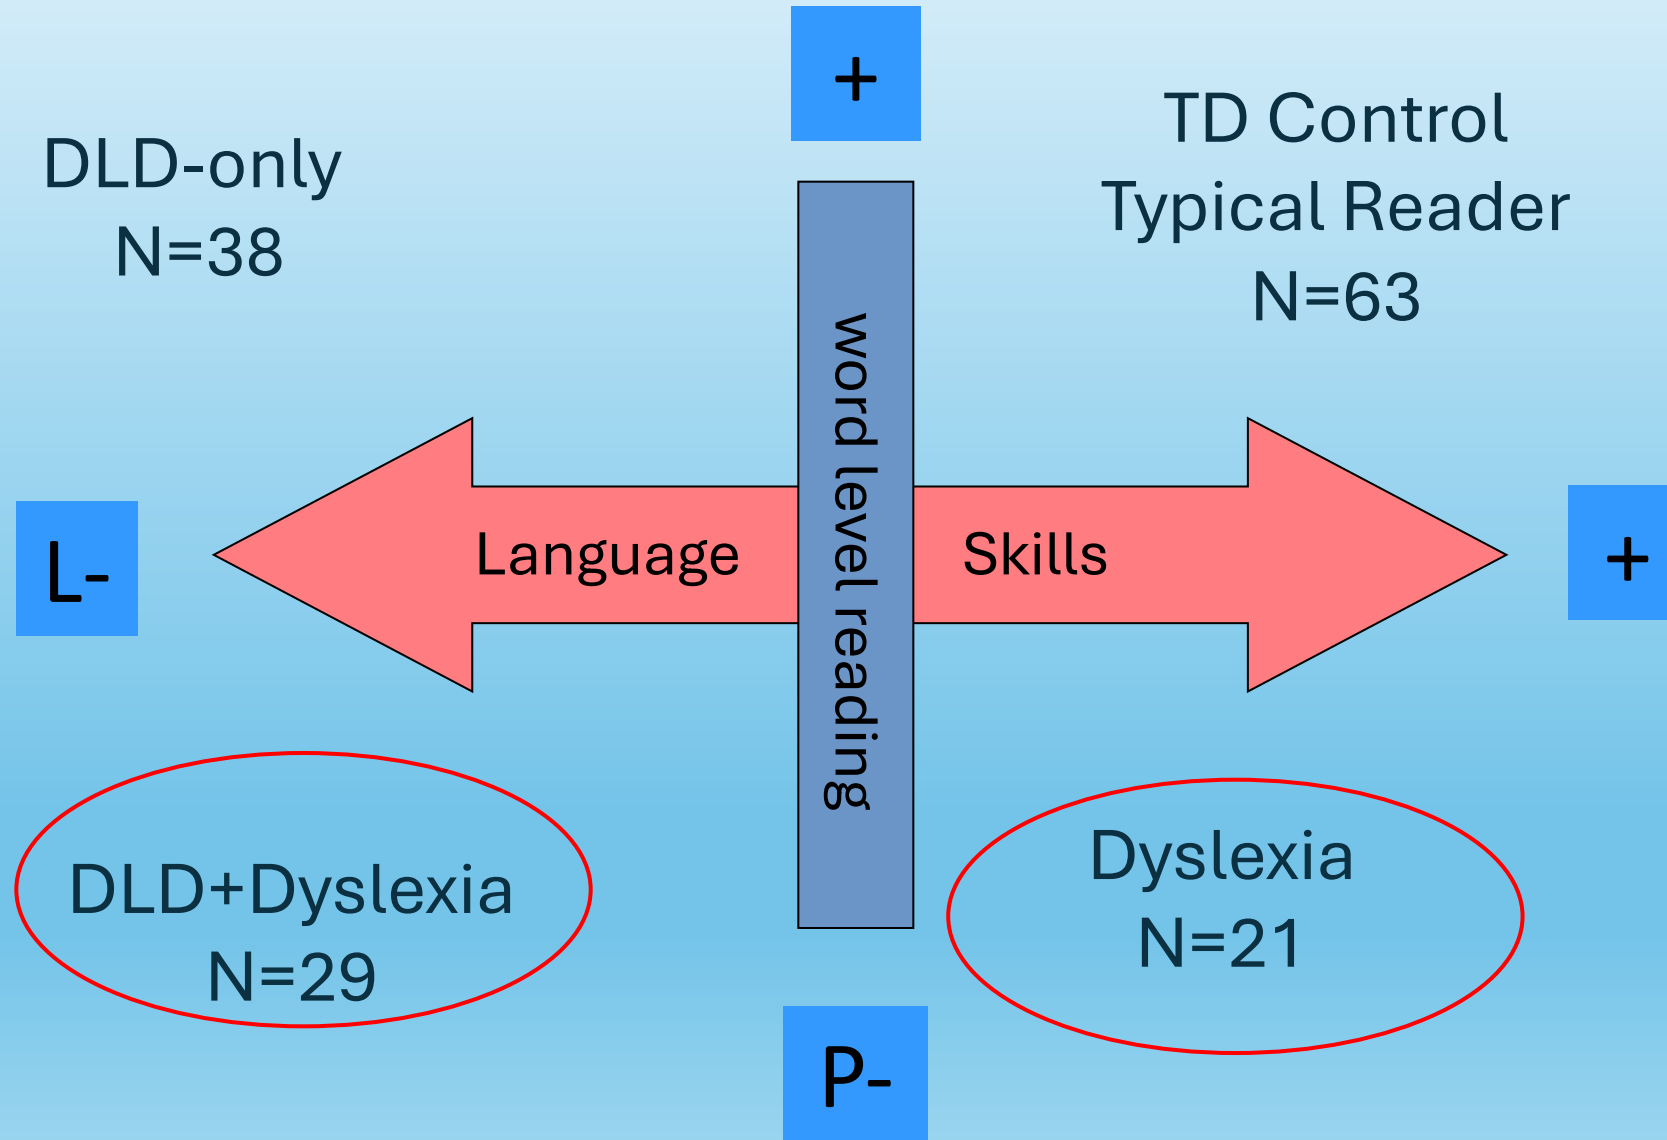 +
DLD-only
N=38
TD Control
Typical Reader
N=63
word level reading
L-
Language
Skills
+
DLD+Dyslexia
N=29
Dyslexia
N=21
P-